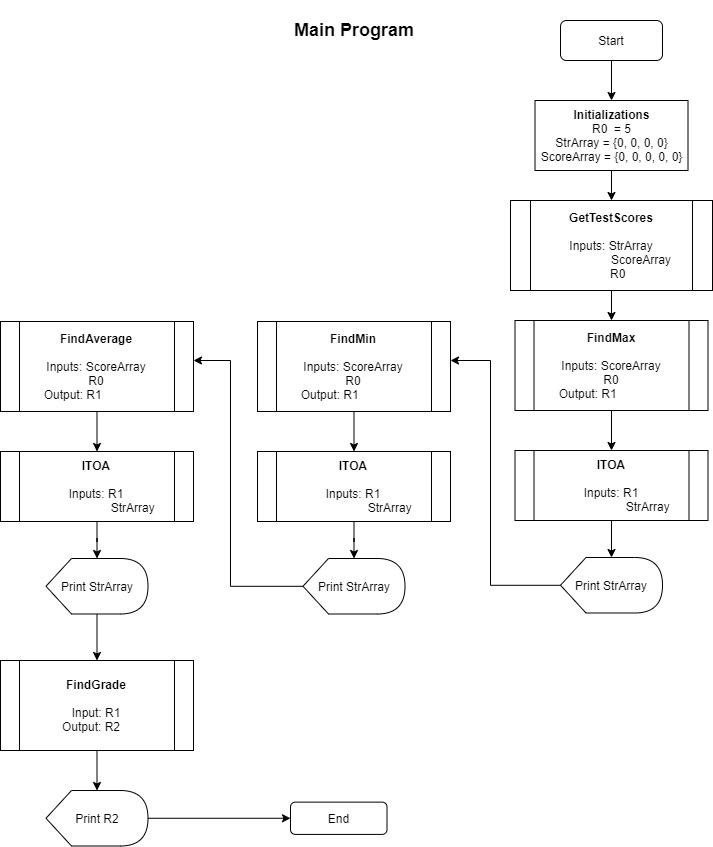 Main Program
Start
Initializations
R0 = 5
StrArray = {0, 0, 0, 0}
ScoreArray = {0, 0, 0, 0, 0}
GetTestScores
Inputs: StrArray
ScoreArray
R0
FindMax
Inputs: ScoreArray
R0
Output: R1
ITOA
Inputs: R1
StrArray
Print StrArray
FindMin
Inputs: ScoreArray
R0
Output: R1
ITOA
Inputs: R1
StrArray
Print StrArray
FindAverage
Inputs: ScoreArray
R0
Output: R1
ITOA
Inputs: R1
StrArray
Print StrArray
FindGrade
Input: R1
Output: R2
Print R2
End